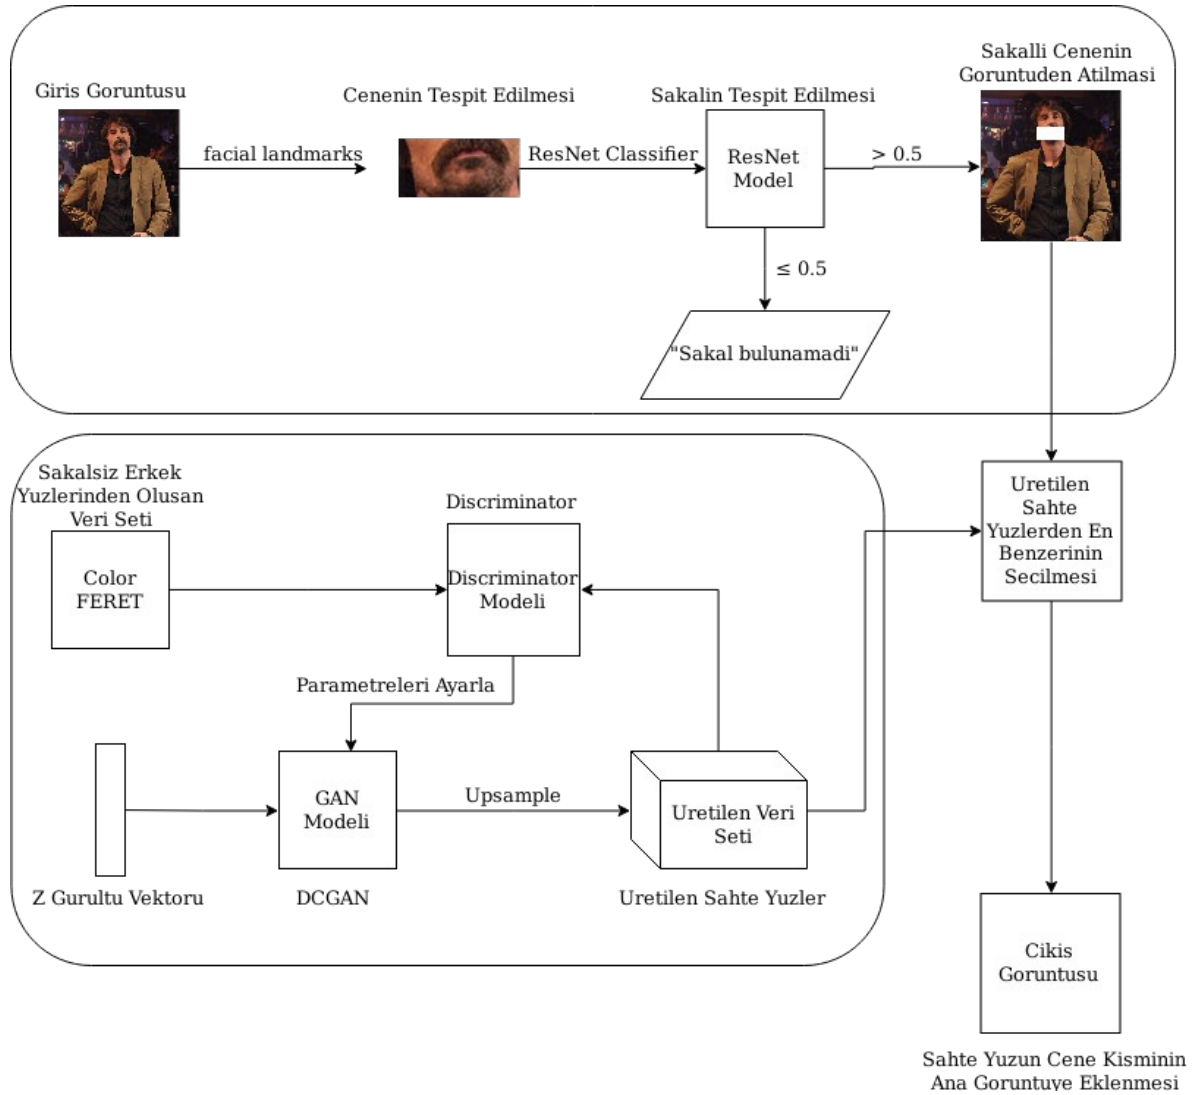 Giris Goruntusu
facial landmarks
Cenenin Tespit Edilmesi
ResNet Classifier
Sakalin Tespit Edilmesi
ResNet
Model
> 0.5
≤ 0.5
"Sakal bulunamadi"
Sakalli Cenenin
Goruntuden Atilmasi
Sakalsiz Erkek
Yuzlerinden Olusan
Veri Seti
Color
FERET
Discriminator
Discriminator
Modeli
Parametreleri Ayarla
Z Gurultu Vektoru
GAN
Modeli
DCGAN
Upsample
Uretilen Veri
Seti
Uretilen Sahte Yuzler
Uretilen
Sahte
Yuzlerden En
Benzerinin
Secilmesi
Cikis
Goruntusu
Sahte Yuzun Cene Kisminin
Ana Goruntuye Eklenmesi